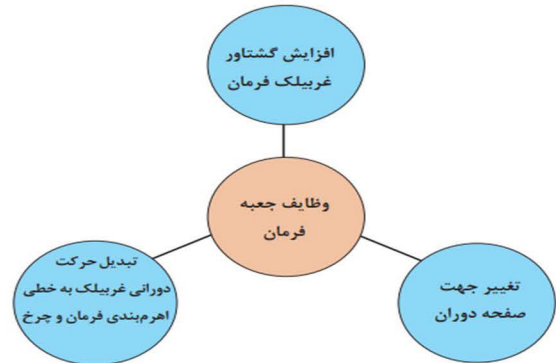 افزایش گشتاور
غربیلک فرمان
وظایف جعبه
فرمان
تغییر جهت
صفحه دوران
تبدیل حرکت
دورانی غربیلک به خطی
اهرم‌بندی فرمان و چرخ